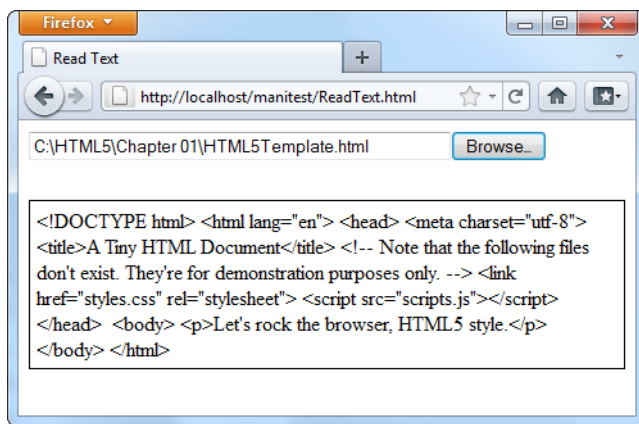 Firefox
Read Text
http://localhost/manitest/ReadText.html
C:\HTML5\Chapter 01\HTML5Template.html
Browse...
<!DOCTYPE html> <html lang="en"> <head> <meta charset="utf-8">
<title>A Tiny HTML Document</title> <!-- Note that the following files
don't exist. They're for demonstration purposes only. --> <link
href="styles.css" rel="stylesheet"> <script src="scripts.js"></script>
</head> <body> <p>Let's rock the browser, HTML5 style.</p>
</body> </html>